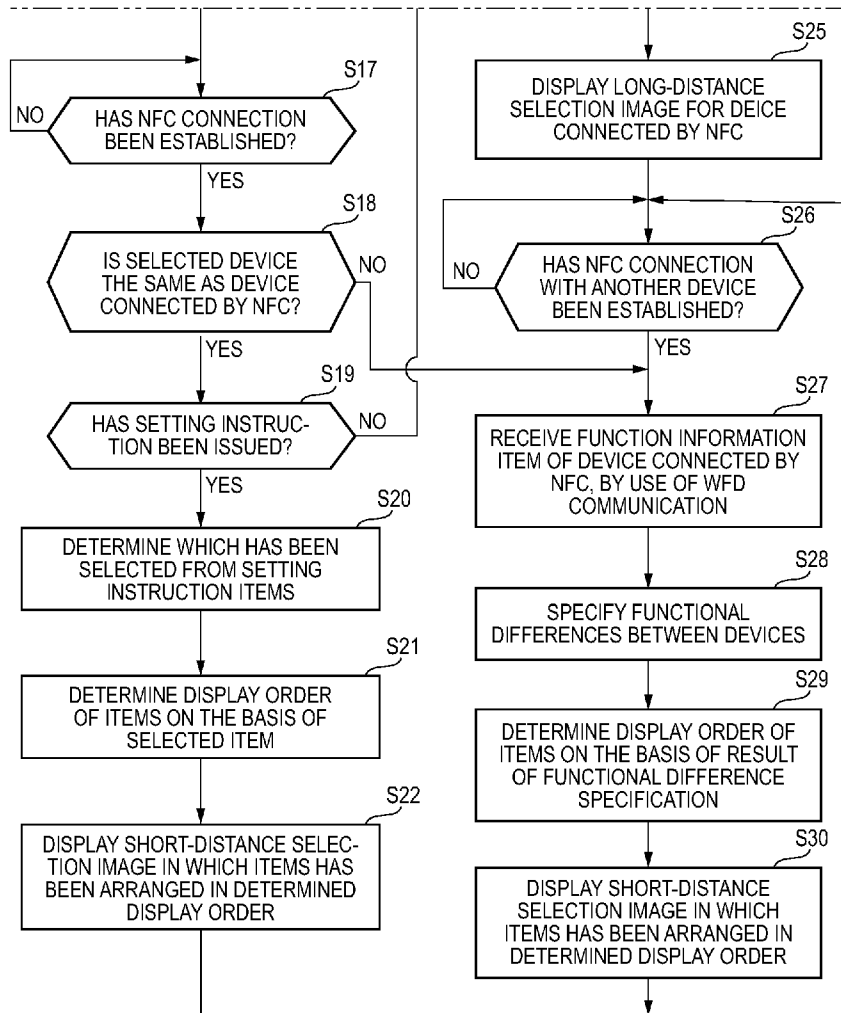 S17
HAS NFC CONNECTION
BEEN ESTABLISHED?
NO
YES
S18
IS SELECTED DEVICE
THE SAME AS DEVICE
CONNECTED BY NFC?
NO
YES
S19
HAS SETTING INSTRUC-
TION BEEN ISSUED?
NO
YES
S20
DETERMINE WHICH HAS BEEN
SELECTED FROM SETTING
INSTRUCTION ITEMS
S21
DETERMINE DISPLAY ORDER
OF ITEMS ON THE BASIS OF
SELECTED ITEM
S22
DISPLAY SHORT-DISTANCE SELEC-
TION IMAGE IN WHICH ITEMS HAS
BEEN ARRANGED IN DETERMINED
DISPLAY ORDER
S25
DISPLAY LONG-DISTANCE
SELECTION IMAGE FOR DEICE
CONNECTED BY NFC
S26
HAS NFC CONNECTION
WITH ANOTHER DEVICE
BEEN ESTABLISHED?
NO
YES
S27
RECEIVE FUNCTION INFORMATION
ITEM OF DEVICE CONNECTED BY
NFC, BY USE OF WFD
COMMUNICATION
S28
SPECIFY FUNCTIONAL
DIFFERENCES BETWEEN DEVICES
S29
DETERMINE DISPLAY ORDER OF
ITEMS ON THE BASIS OF RESULT
OF FUNCTIONAL DIFFERENCE
SPECIFICATION
S30
DISPLAY SHORT-DISTANCE
SELECTION IMAGE IN WHICH
ITEMS HAS BEEN ARRANGED IN
DETERMINED DISPLAY ORDER